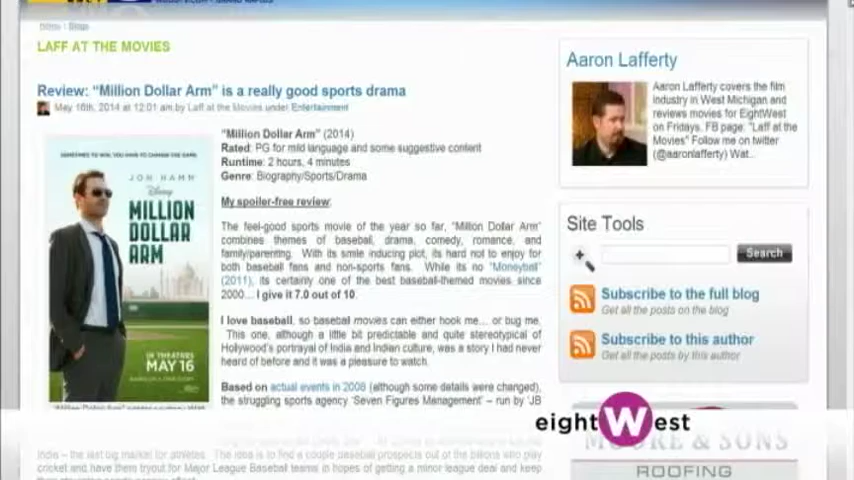 Home \ Blogs
LAFF AT THE MOVIES
Review: “Million Dollar Arm” is a really good sports drama
May 16th, 2014 at 12:01 am by Laff at the Movies under Entertainment
SOMETIMES TO WIN, YOU HAVE TO CHANGE THE GAME
JON HAMM
Disney
MILLION
DOLLAR
ARM
IN THEATRES
MAY 16
"Million Dollar Arm" (2014)
Rated: PG for mild language and some suggestive content
Runtime: 2 hours, 4 minutes
Genre: Biography/Sports/Drama
My spoiler-free review:
The feel-good sports movie of the year so far, "Million Dollar Arm"
combines themes of baseball, drama, comedy, romance, and
family/parenting. With its smile inducing plot, its hard not to enjoy for
both baseball fans and non-sports fans. While its no "Moneyball"
(2011), its certainly one of the best baseball-themed movies since
2000... I give it 7.0 out of 10.
I love baseball, so baseball movies can either hook me... or bug me.
This one, although a little bit predictable and quite stereotypical of
Hollywood's portrayal of India and Indian culture, was a story I had never
heard of before and it was a pleasure to watch.
Based on actual events in 2008 (although some details were changed),
the struggling sports agency 'Seven Figures Management' – run by 'JB
India – the last big market for athletes. The idea is to find a couple baseball prospects out of the billions who play
cricket and have them tryout for Major League Baseball teams in hopes of getting a minor league deal and keep
Aaron Lafferty
Aaron Lafferty covers the film
industry in West Michigan and
reviews movies for EightWest
on Fridays. FB page: "Laff at the
Movies" Follow me on twitter
(@aaronlafferty) Wat...
Site Tools
Search
Subscribe to the full blog
Get all the posts on the blog
Subscribe to this author
Get all the posts by this author
eightWest
MOORE & SONS
ROOFING